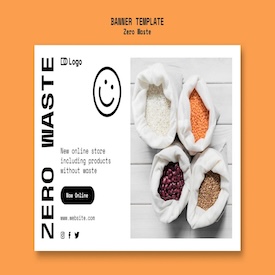 BANNER TEMPLATE
Zero Waste
ZERO WASTE
Logo
New online store
including products
without waste
Now Online
www.website.com